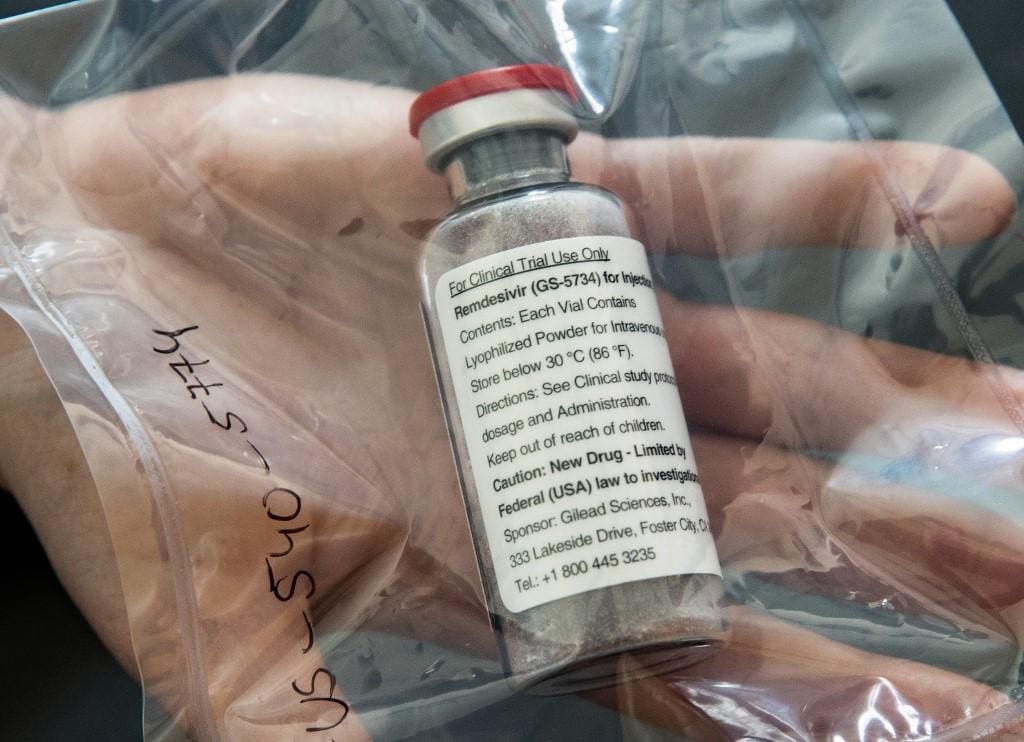 For Clinical Trial Use Only
Remdesivir (GS-5734) for Injection
Contents: Each Vial Contains
Lyophilized Powder for Intravenous
Store below 30 °C (86 °F).
Directions: See Clinical study protoc
dosage and Administration.
Keep out of reach of children.
Caution: New Drug - Limited by
Federal (USA) law to investigation
Sponsor: Gilead Sciences, Inc.,
333 Lakeside Drive, Foster City, C
Tel.: +1 800 445 3235
US-540-5774